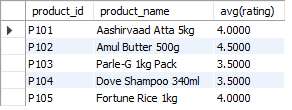 product_id product_name avg(rating)
P101 Aashirvaad Atta 5kg 4.0000
P102 Amul Butter 500g 4.5000
P103 Parle-G 1kg Pack 3.5000
P104 Dove Shampoo 340ml 3.5000
P105 Fortune Rice 1kg 4.0000